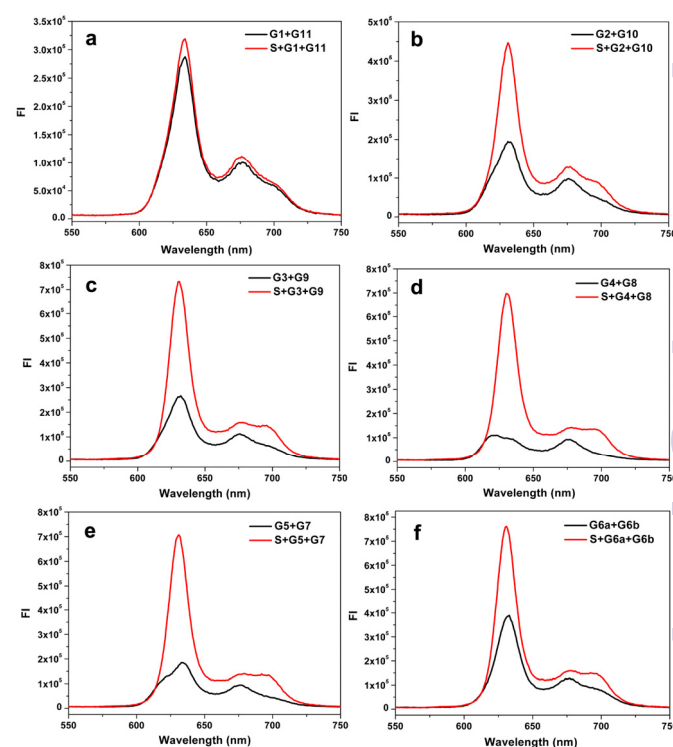 a
G1+G11
S+G1+G11
3.5x10⁵
3.0x10⁵
2.5x10⁵
2.0x10⁵
1.5x10⁵
1.0x10⁵
5.0x10⁴
0.0
FI
550 600 650 700 750
Wavelength (nm)
b
G2+G10
S+G2+G10
5x10⁵
4x10⁵
3x10⁵
2x10⁵
1x10⁵
0
FI
550 600 650 700 750
Wavelength (nm)
c
G3+G9
S+G3+G9
8x10⁵
7x10⁵
6x10⁵
5x10⁵
4x10⁵
3x10⁵
2x10⁵
1x10⁵
0
FI
550 600 650 700 750
Wavelength (nm)
d
G4+G8
S+G4+G8
8x10⁵
7x10⁵
6x10⁵
5x10⁵
4x10⁵
3x10⁵
2x10⁵
1x10⁵
0
FI
550 600 650 700 750
Wavelength (nm)
e
G5+G7
S+G5+G7
8x10⁵
7x10⁵
6x10⁵
5x10⁵
4x10⁵
3x10⁵
2x10⁵
1x10⁵
0
FI
550 600 650 700 750
Wavelength (nm)
f
G6a+G6b
S+G6a+G6b
8x10⁵
7x10⁵
6x10⁵
5x10⁵
4x10⁵
3x10⁵
2x10⁵
1x10⁵
0
FI
550 600 650 700 750
Wavelength (nm)